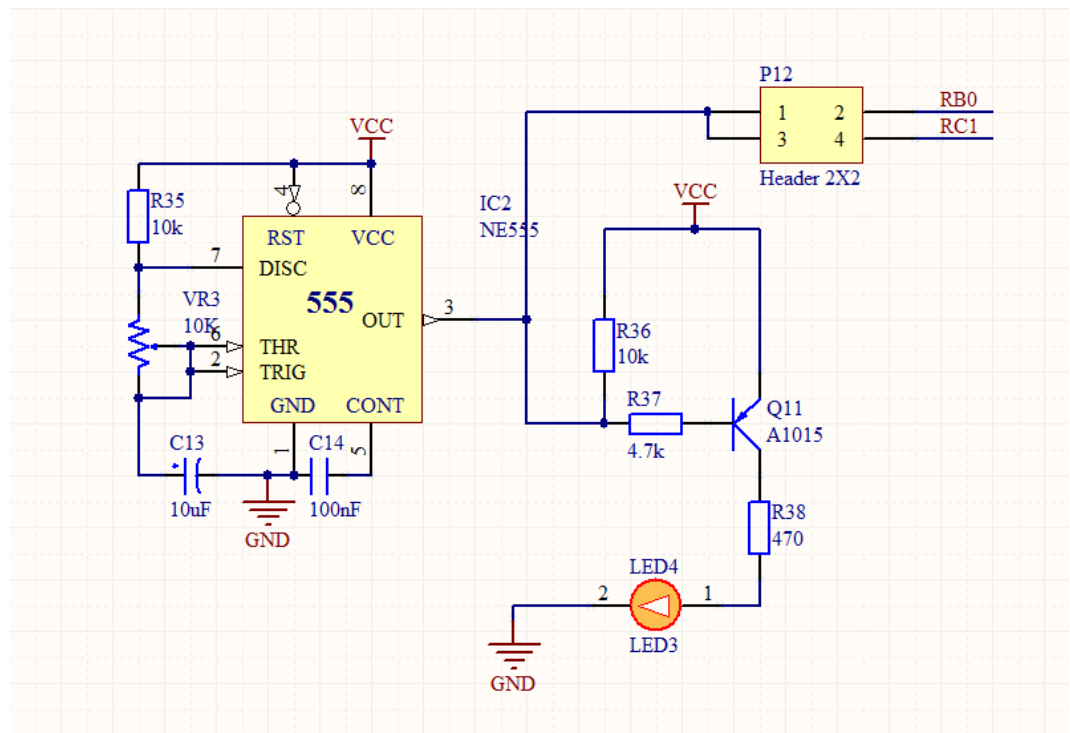 P12
1 2 RB0
3 4 RC1
Header 2X2
VCC
R35
10k
4
8
RST VCC
7 DISC
555
OUT 3
VR3
10K
6 THR
2 TRIG
GND CONT
1
5
C13
10uF
C14
100nF
GND
IC2
NE555
VCC
R36
10k
R37
4.7k
Q11
A1015
R38
470
LED4
2 1
LED3
GND